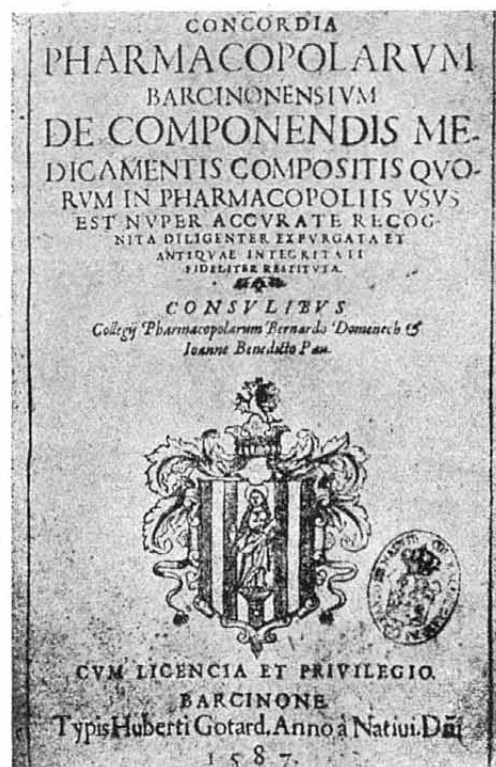 CONCORDIA
PHARMACOPOLARVM
BARCINONENSIVM
DE COMPONENDIS ME-
DICAMENTIS COMPOSITIS QVO-
RVM IN PHARMACOPOLIIS VSVS
EST NVPER ACCVRATE RECOG-
NITA DILIGENTER EXPVRGATA ET
ANTIQVAE INTEGRITATI
FIDELITER RESTITVTA.
CONSVLIBVS
Collegij Pharmacopolarum Bernardo Domenech &
Ioanne Benedicto Pau.
CVM LICENCIA ET PRIVILEGIO.
BARCINONE
Typis Huberti Gotard. Anno à Natiui. Dñi
1587.